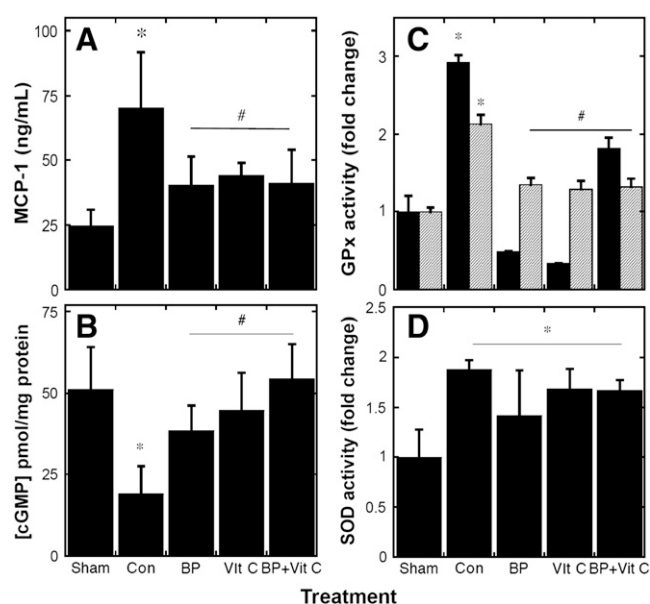 A
MCP-1 (ng/mL)
100
75
50
25
0
*
#
C
GPx activity (fold change)
3
2
1
0
*
*
#
B
[cGMP] pmol/mg protein
75
50
25
0
*
#
Sham Con BP VIt C BP+Vit C
D
SOD activity (fold change)
2.5
2
1.5
1
0.5
0
*
Sham Con BP VIt C BP+Vit C
Treatment